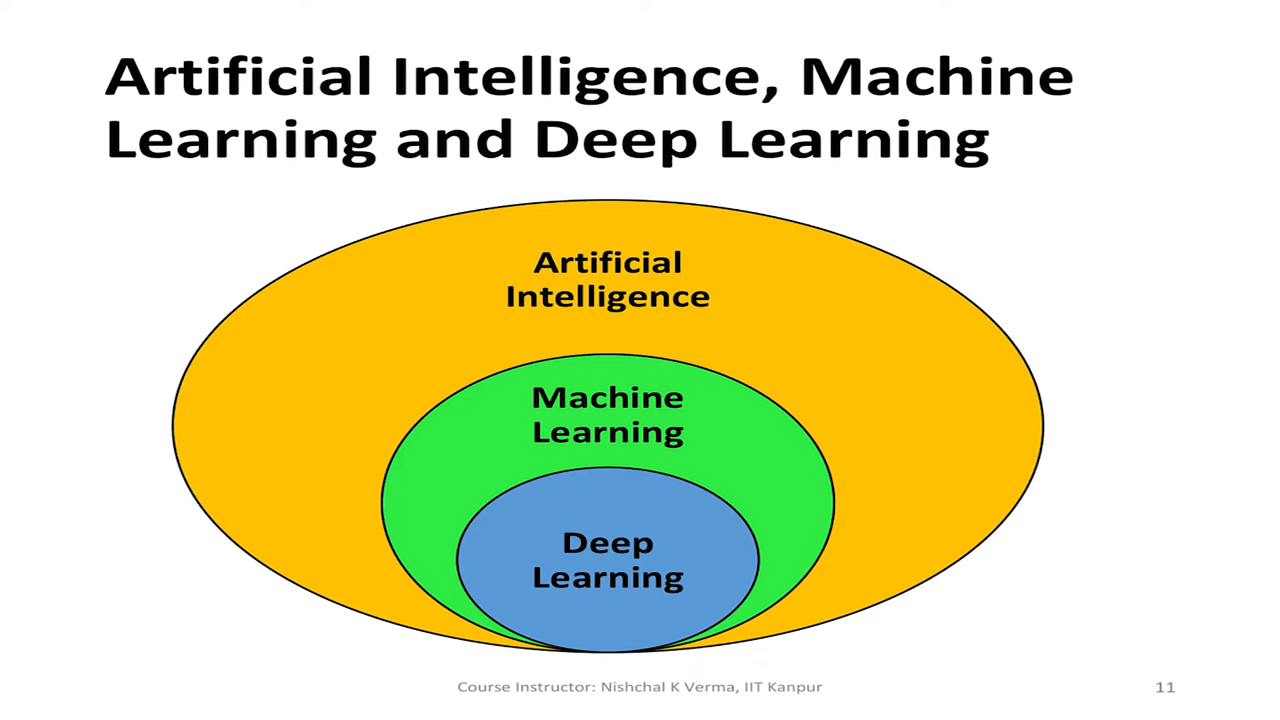 Artificial Intelligence, Machine
Learning and Deep Learning
Artificial
Intelligence
Machine
Learning
Deep
Learning
Course Instructor: Nishchal K Verma, IIT Kanpur
11